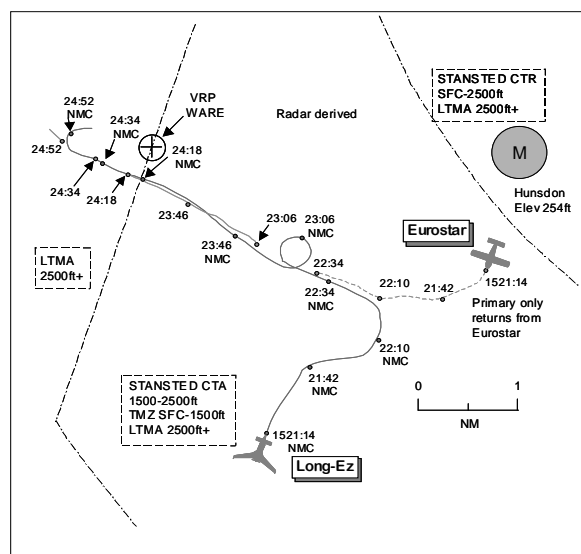 STANSTED CTR
SFC-2500ft
LTMA 2500ft+
M
Hunsdon
Elev 254ft
VRP
WARE
Radar derived
24:52
NMC
24:34
NMC
24:18
NMC
24:52
24:34
24:18
23:46
23:06
23:06
NMC
23:46
NMC
22:34
22:34
NMC
Eurostar
22:10
21:42
1521:14
Primary only
returns from
Eurostar
LTMA
2500ft+
22:10
NMC
21:42
NMC
STANSTED CTA
1500-2500ft
TMZ SFC-1500ft
LTMA 2500ft+
0
1
NM
1521:14
NMC
Long-Ez